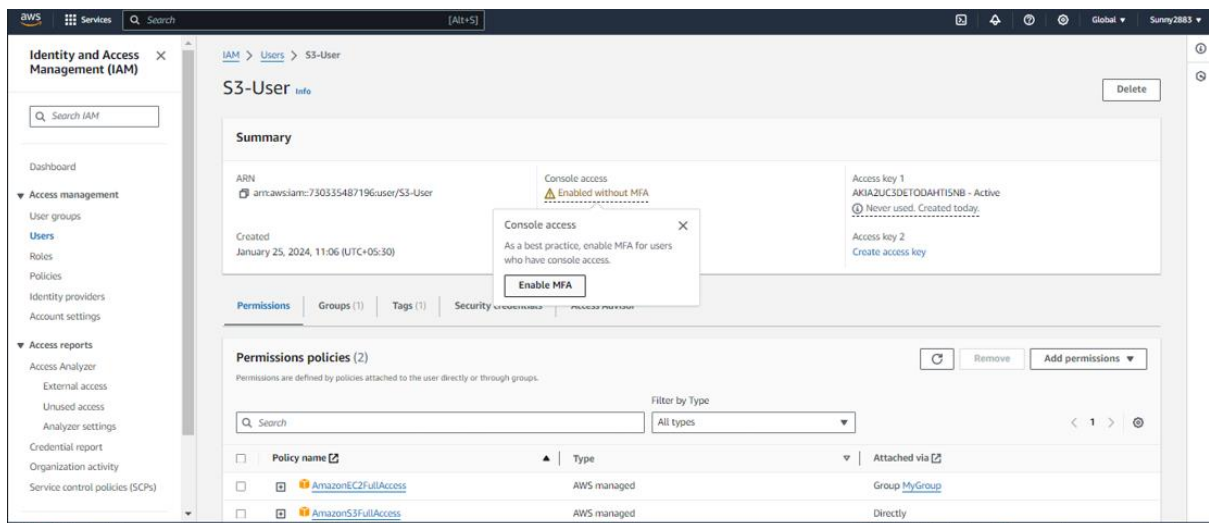 aws Services Search [Alt+S] Global Sunny2883
Identity and Access Management (IAM)
Search IAM
Dashboard
Access management
User groups
Users
Roles
Policies
Identity providers
Account settings
Access reports
Access Analyzer
External access
Unused access
Analyzer settings
Credential report
Organization activity
Service control policies (SCPs)
IAM > Users > S3-User
S3-User Info
Delete
Summary
ARN
arn:aws:iam::730335487196:user/S3-User
Console access
Enabled without MFA
Access key 1
AKIA2UC3DETODAHTI5NB - Active
Never used. Created today.
Created
January 25, 2024, 11:06 (UTC+05:30)
Access key 2
Create access key
Console access
As a best practice, enable MFA for users
who have console access.
Enable MFA
Permissions Groups (1) Tags (1) Security credentials Access Advisor
Permissions policies (2)
Remove Add permissions
Permissions are defined by policies attached to the user directly or through groups.
Filter by Type
Search All types 1
Policy name Type Attached via
AmazonEC2FullAccess AWS managed Group MyGroup
AmazonS3FullAccess AWS managed Directly